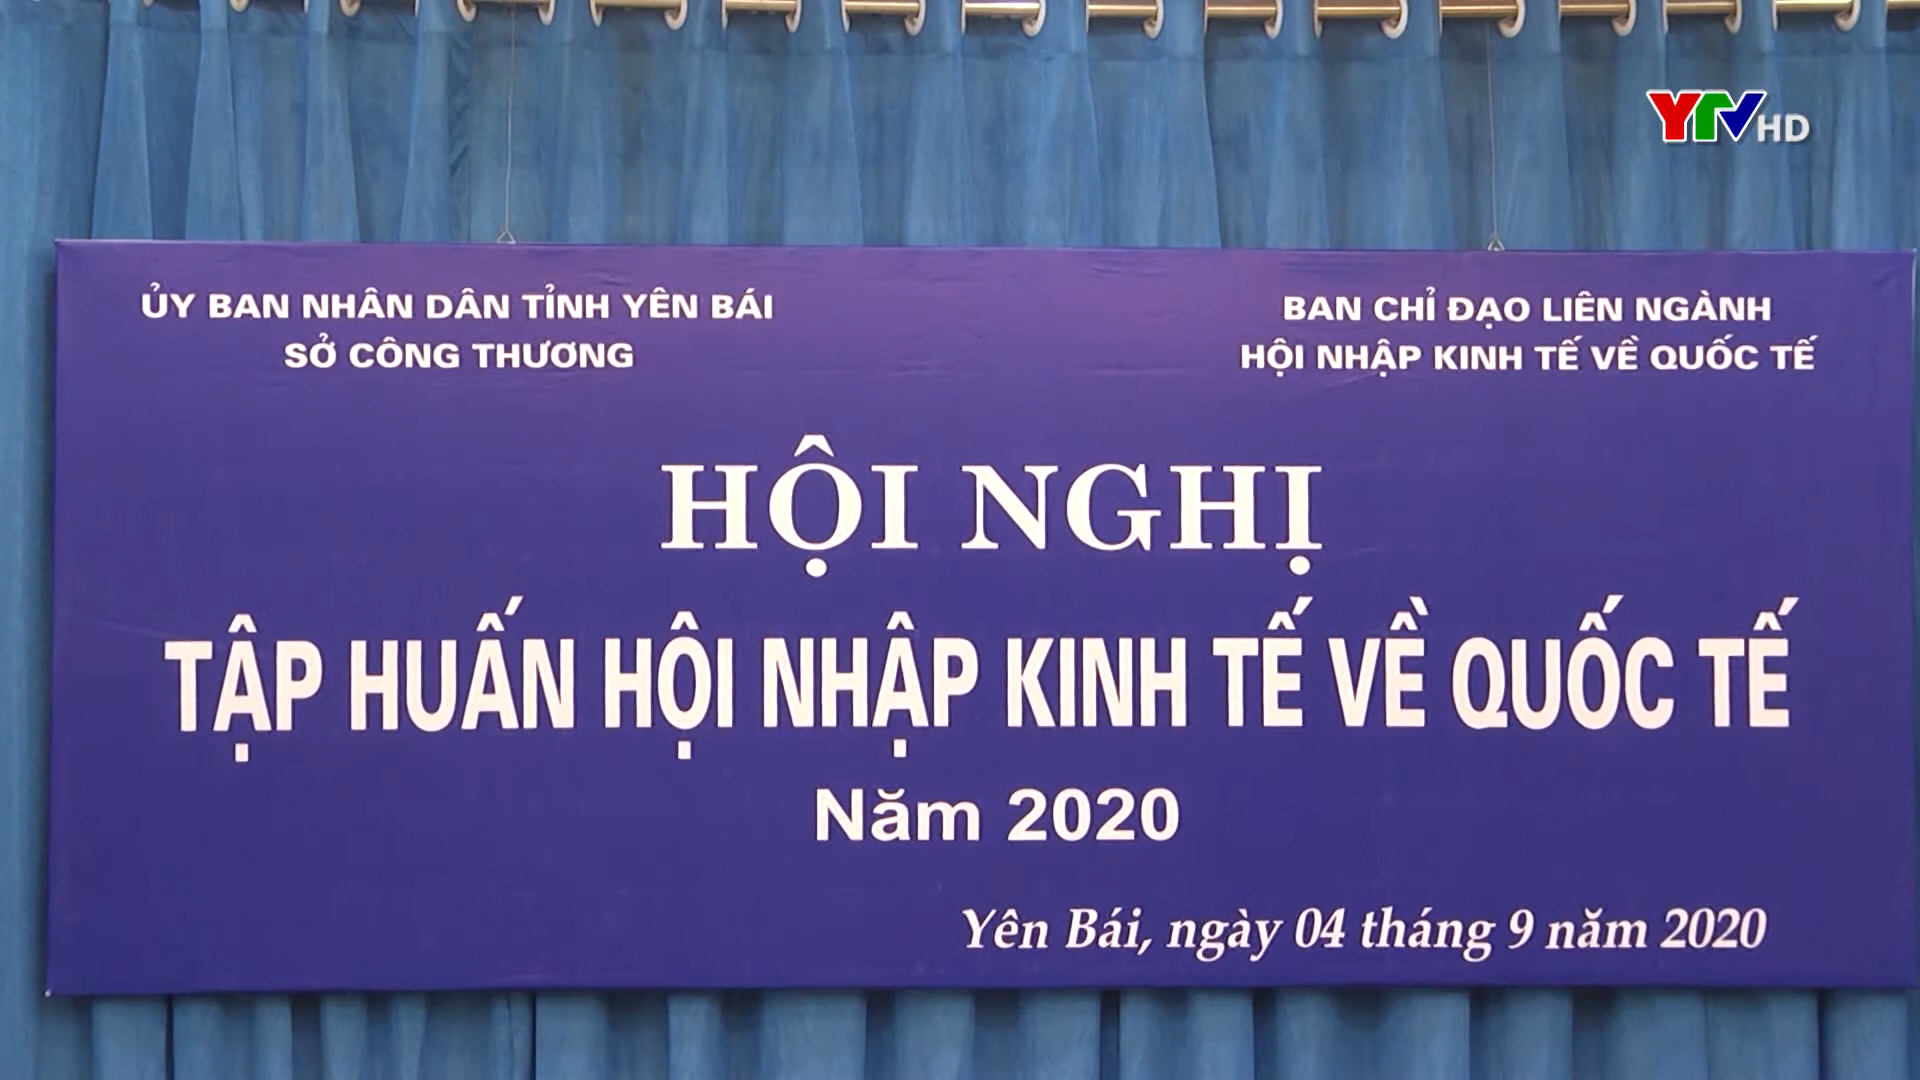 YTV HD
ỦY BAN NHÂN DÂN TỈNH YÊN BÁI
SỞ CÔNG THƯƠNG
BAN CHỈ ĐẠO LIÊN NGÀNH
HỘI NHẬP KINH TẾ VỀ QUỐC TẾ
HỘI NGHỊ
TẬP HUẤN HỘI NHẬP KINH TẾ VỀ QUỐC TẾ
Năm 2020
Yên Bái, ngày 04 tháng 9 năm 2020